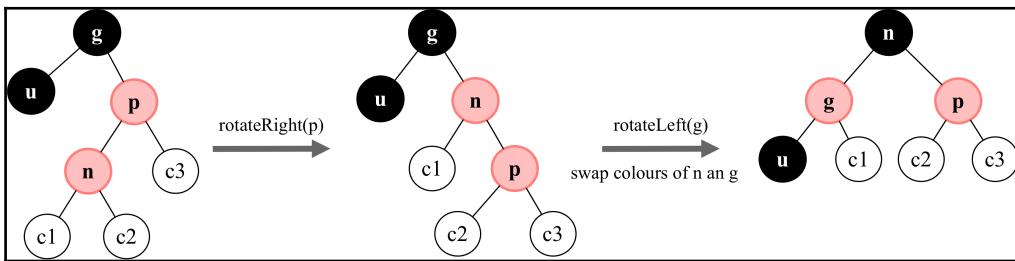 g g n
u p u n g p
rotateRight(p) rotateLeft(g)
n c3 c1 p u c1 c2 c3
swap colours of n an g
c1 c2 c2 c3